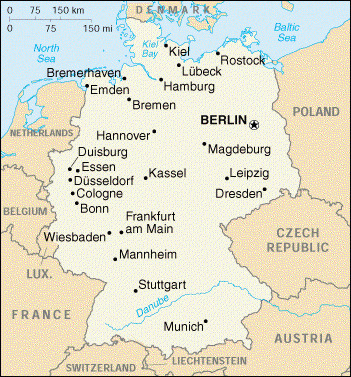 0 75 150 km
0 75 150 mi
DENMARK
North
Sea
Baltic
Sea
Kiel
Bay
Kiel
Rostock
Lübeck
Bremerhaven
Hamburg
Emden
Bremen
POLAND
BERLIN
NETHERLANDS
Hannover
Magdeburg
Duisburg
Essen
Kassel
Leipzig
Düsseldorf
Dresden
Cologne
BELGIUM
Bonn
Frankfurt
am Main
Wiesbaden
CZECH
REPUBLIC
LUX.
Mannheim
Stuttgart
FRANCE
Danube
Munich
AUSTRIA
SWITZERLAND
LIECHTENSTEIN